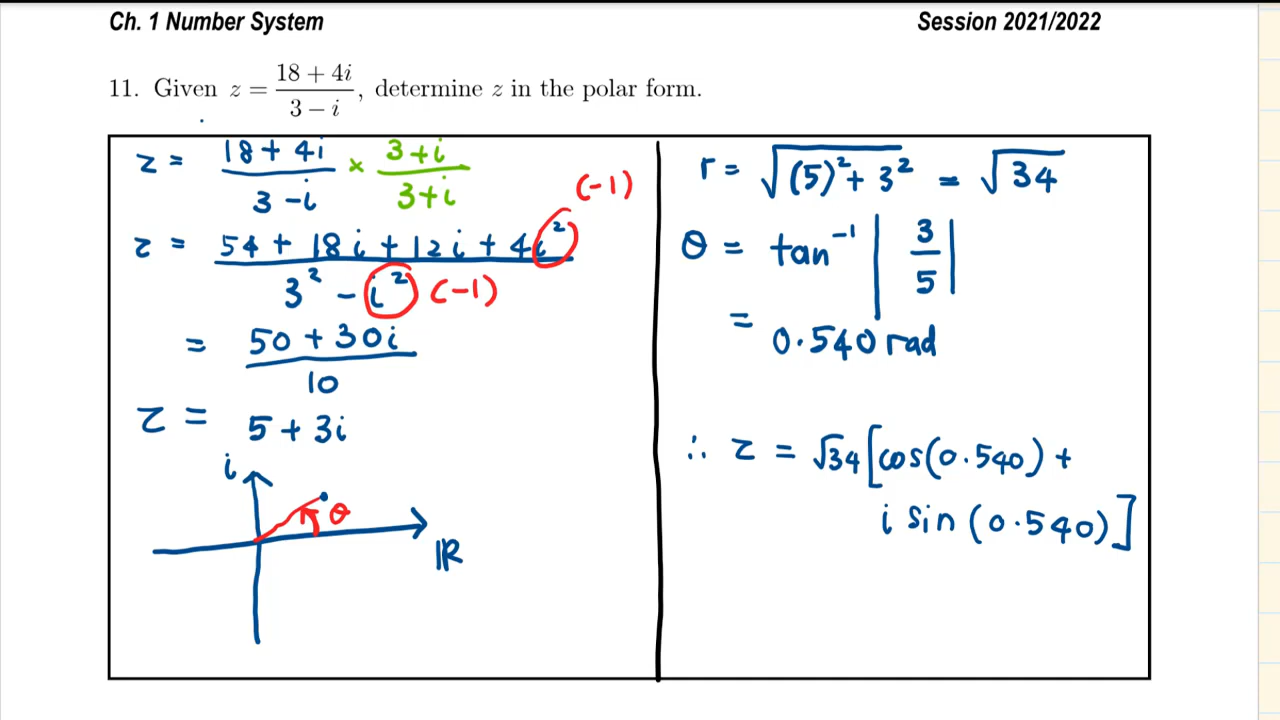 Ch. 1 Number System Session 2021/2022
11. Given z = (18 + 4i)/(3 − i), determine z in the polar form.
z = (18 + 4i)/(3 - i) × (3 + i)/(3 + i)
(-1)
z = (54 + 18i + 12i + 4i²)/(3² - i²) (-1)
= (50 + 30i)/10
z = 5 + 3i
i
θ
IR
r = √((5)² + 3²) = √34
θ = tan⁻¹ |3/5|
= 0.540 rad
∴ z = √34 [cos(0.540) +
i sin (0.540)]